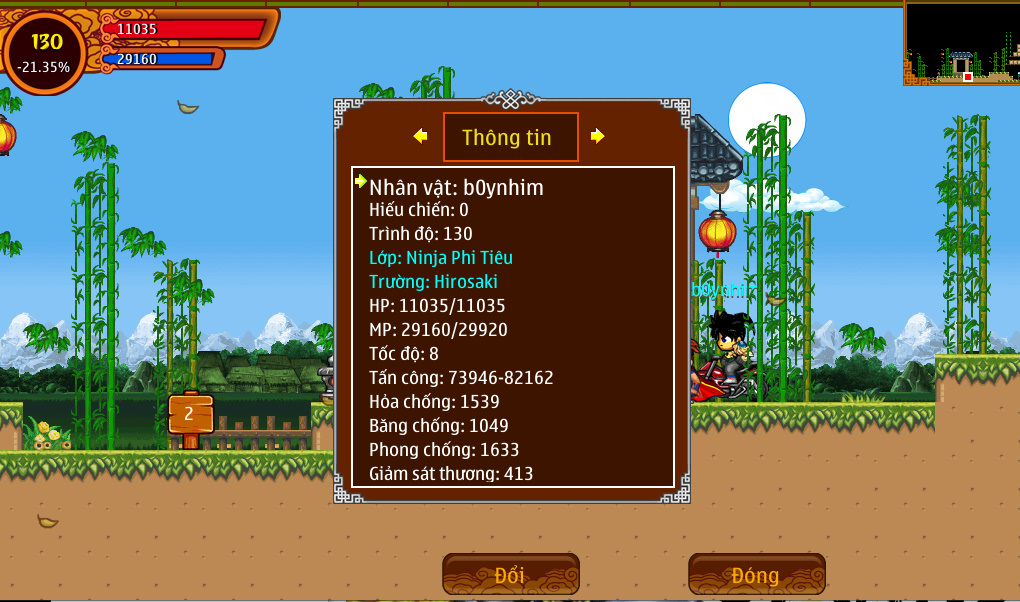 130
-21.35%
11035
29160
Thông tin
Nhân vật: b0ynhim
Hiếu chiến: 0
Trình độ: 130
Lớp: Ninja Phi Tiêu
Trường: Hirosaki
HP: 11035/11035
MP: 29160/29920
Tốc độ: 8
Tấn công: 73946-82162
Hỏa chống: 1539
Băng chống: 1049
Phong chống: 1633
Giảm sát thương: 413
b0ynhim
2
Đổi
Đóng